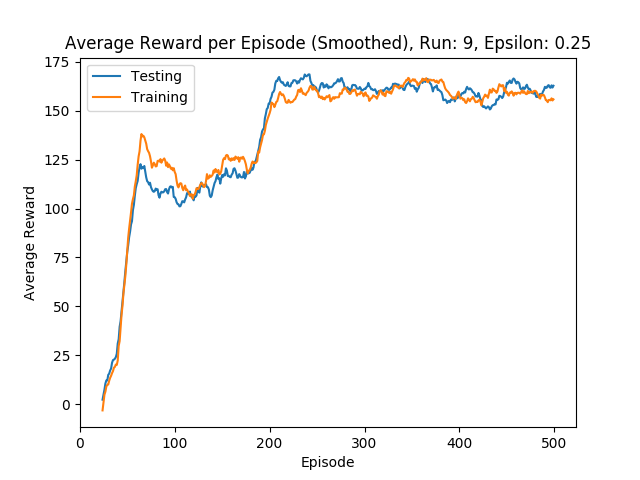 Average Reward per Episode (Smoothed), Run: 9, Epsilon: 0.25
Testing
Training
Average Reward
175
150
125
100
75
50
25
0
0 100 200 300 400 500
Episode